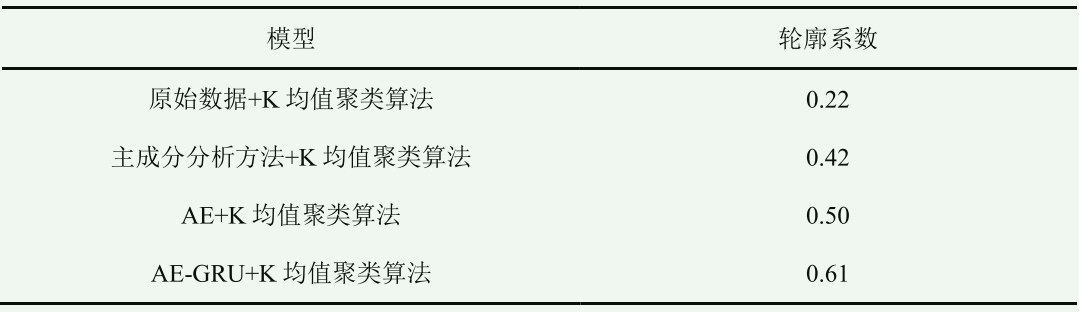 模型 轮廓系数
原始数据+K 均值聚类算法 0.22
主成分分析方法+K 均值聚类算法 0.42
AE+K 均值聚类算法 0.50
AE-GRU+K 均值聚类算法 0.61